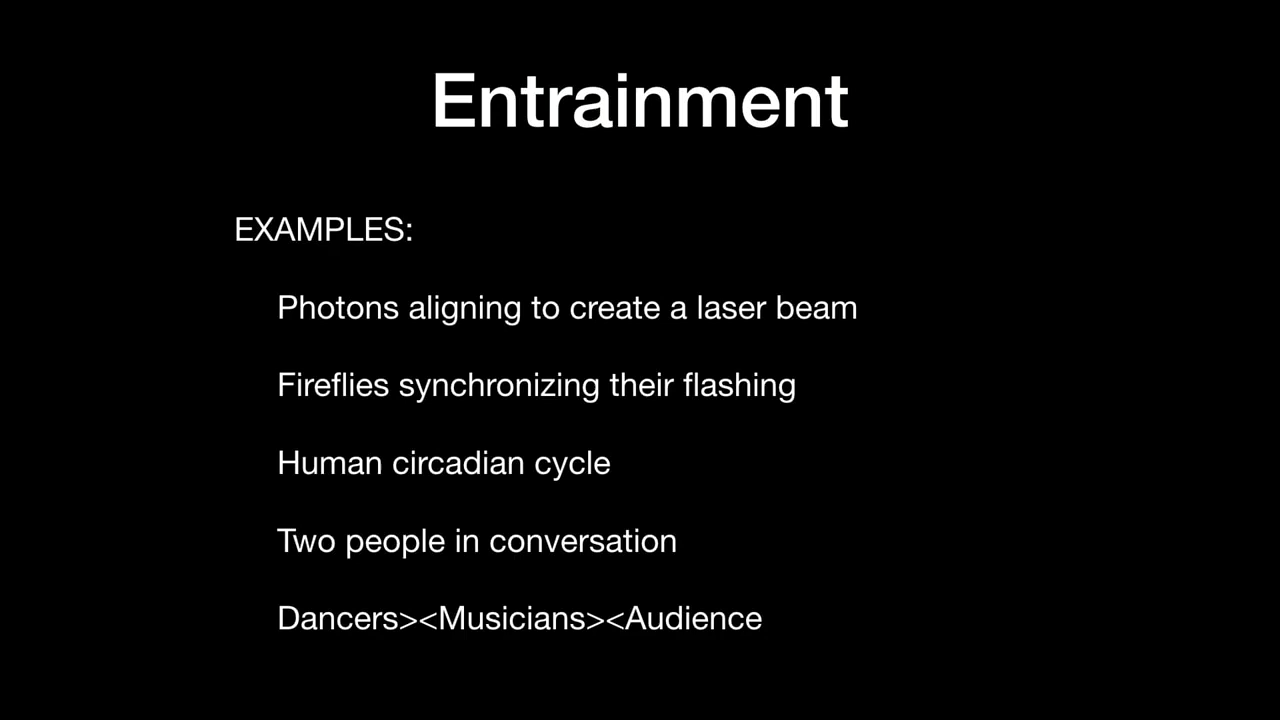 Entrainment
EXAMPLES:
Photons aligning to create a laser beam
Fireflies synchronizing their flashing
Human circadian cycle
Two people in conversation
Dancers><Musicians><Audience